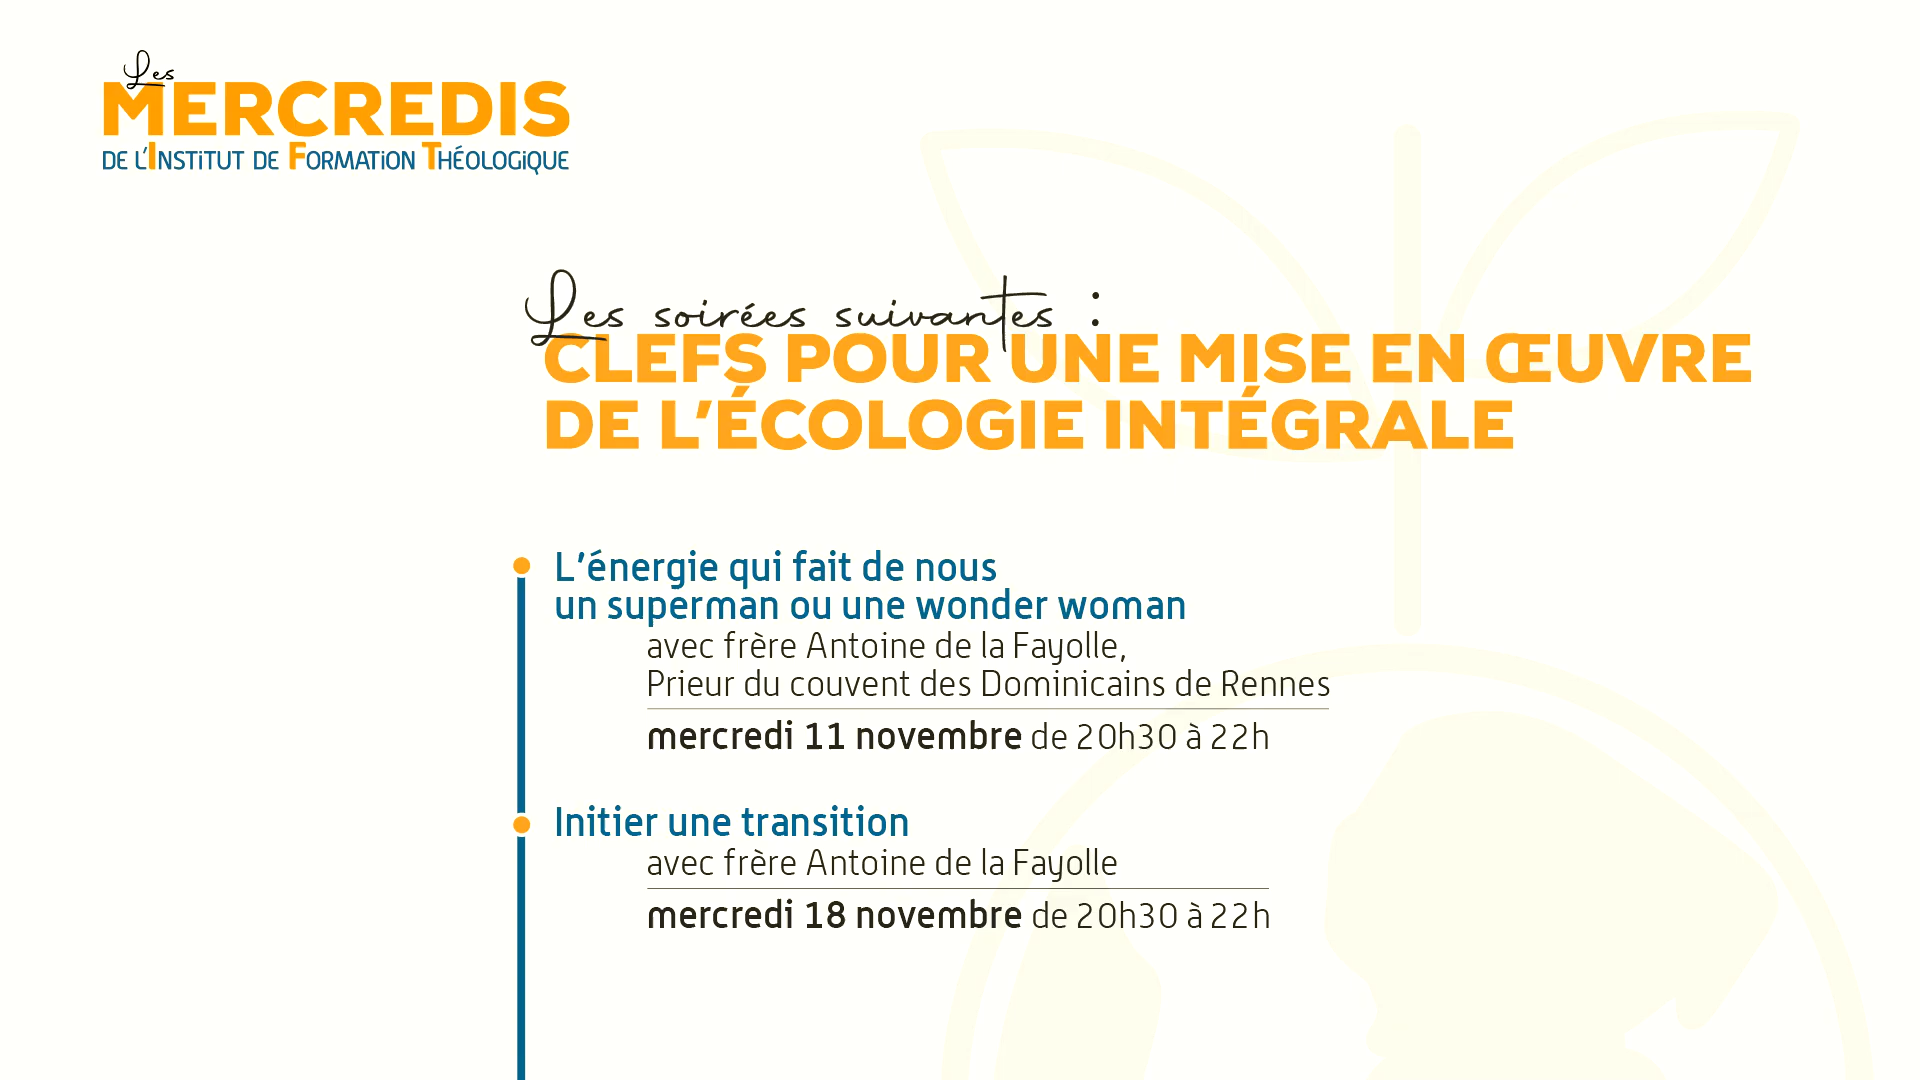 Les
MERCREDIS
DE L'INSTITUT DE FORMATION THÉOLOGIQUE
Les soirées suivantes :
CLEFS POUR UNE MISE EN ŒUVRE
DE L'ÉCOLOGIE INTÉGRALE
L'énergie qui fait de nous
un superman ou une wonder woman
avec frère Antoine de la Fayolle,
Prieur du couvent des Dominicains de Rennes
mercredi 11 novembre de 20h30 à 22h
Initier une transition
avec frère Antoine de la Fayolle
mercredi 18 novembre de 20h30 à 22h